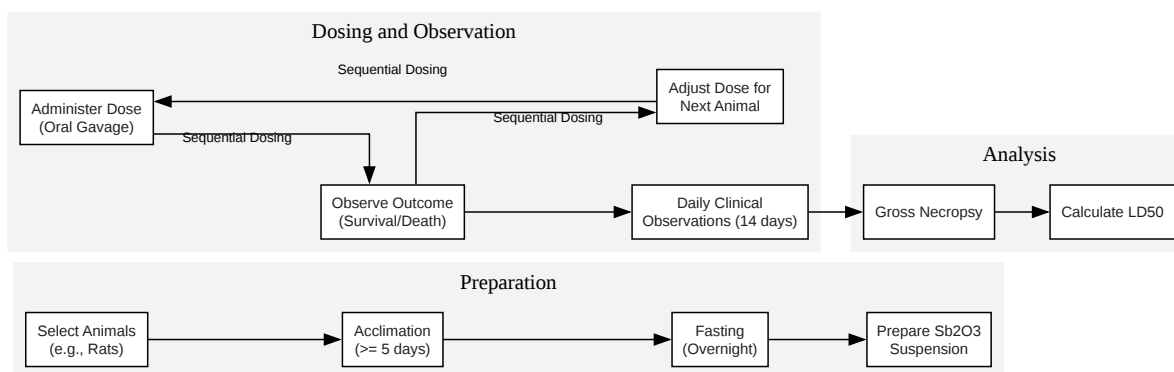 Dosing and Observation
Sequential Dosing
Adjust Dose for
Next Animal
Administer Dose
(Oral Gavage)
Sequential Dosing
Sequential Dosing
Observe Outcome
(Survival/Death)
Daily Clinical
Observations (14 days)
Analysis
Gross Necropsy
Calculate LD50
Preparation
Select Animals
(e.g., Rats)
Acclimation
(>= 5 days)
Fasting
(Overnight)
Prepare Sb2O3
Suspension